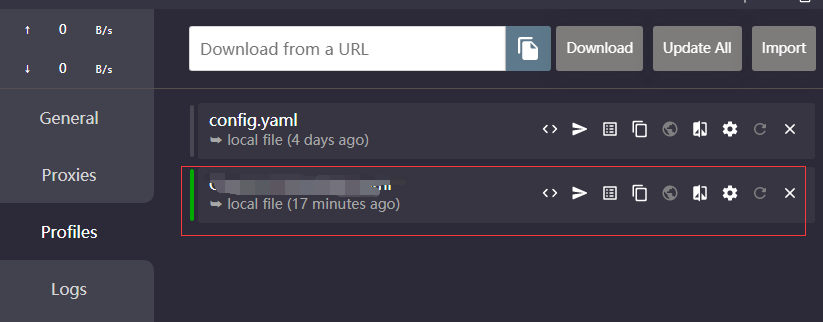 ↑ 0 B/s
↓ 0 B/s
General
Proxies
Profiles
Logs
Download from a URL
Download
Update All
Import
config.yaml
➥ local file (4 days ago)
➥ local file (17 minutes ago)